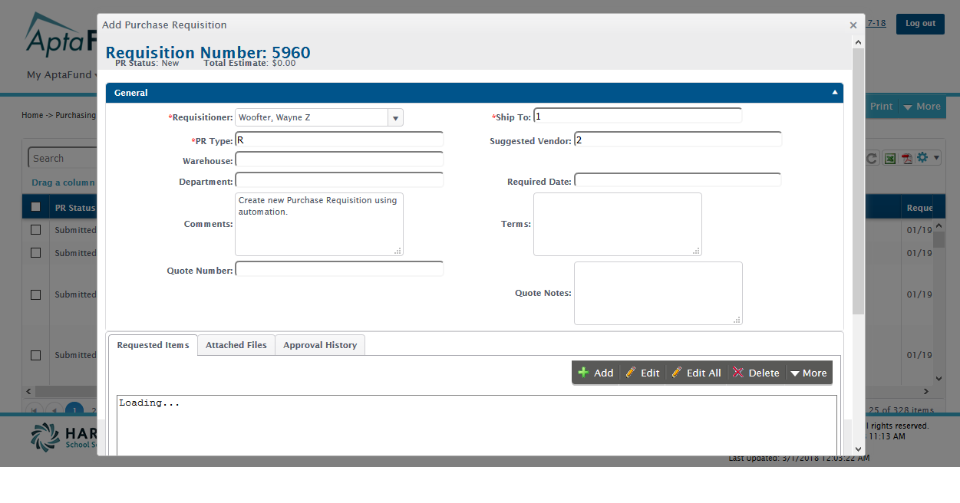 Add Purchase Requisition
×
7-18
Log out
AptaF
Requisition Number: 5960
PR Status: New Total Estimate: $0.00
My AptaFund
General
Print More
Home -> Purchasing
*Requisitioner: Woofter, Wayne Z
*Ship To: 1
*PR Type: R
Suggested Vendor: 2
Search
Warehouse:
Drag a column
Department:
Required Date:
PR Status
Reque
Create new Purchase Requisition using
automation.
Comments:
Terms:
Submitted 01/19
Submitted 01/19
Quote Number:
Quote Notes:
Submitted 01/19
Requested Items Attached Files Approval History
Submitted 01/19
Add Edit Edit All Delete More
Loading...
1 2
25 of 328 items
HAR
School S
l rights reserved.
11:13 AM
Last Updated: 3/1/2018 12:03:22 AM